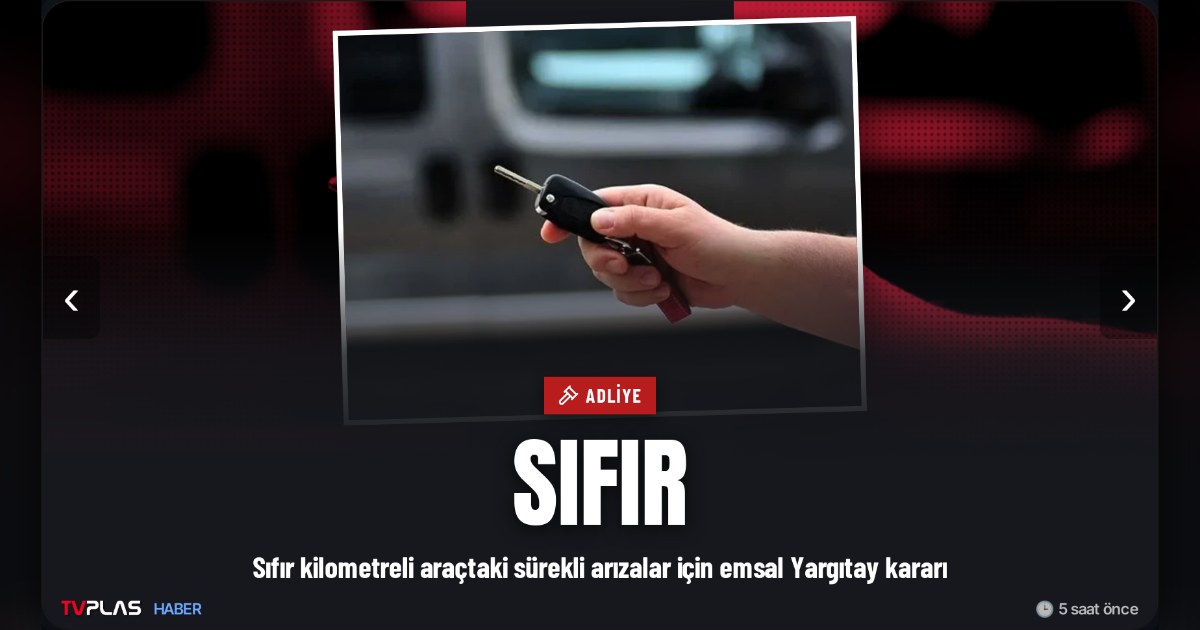 ADLİYE
SIFIR
Sıfır kilometreli araçtaki sürekli arızalar için emsal Yargıtay kararı
TVPLAS HABER
5 saat önce